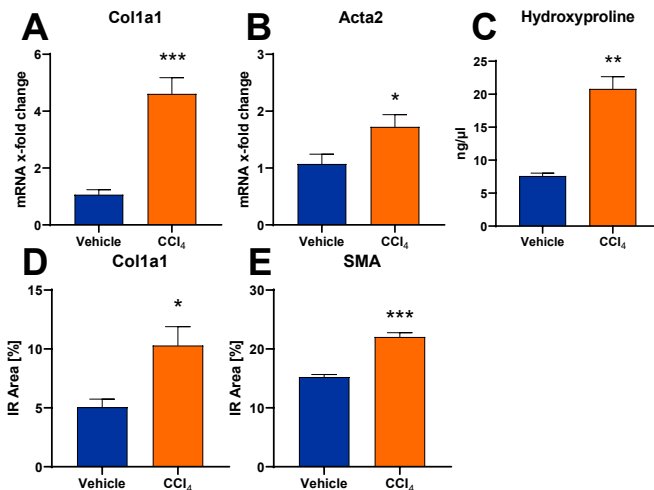 A
Col1a1
mRNA x-fold change
6
4
2
0
***
Vehicle
CCl₄
B
Acta2
mRNA x-fold change
3
2
1
0
*
Vehicle
CCl₄
C
Hydroxyproline
ng/µl
25
20
15
10
5
0
**
Vehicle
CCl₄
D
Col1a1
IR Area [%]
15
10
5
0
*
Vehicle
CCl₄
E
SMA
IR Area [%]
30
20
10
0
***
Vehicle
CCl₄